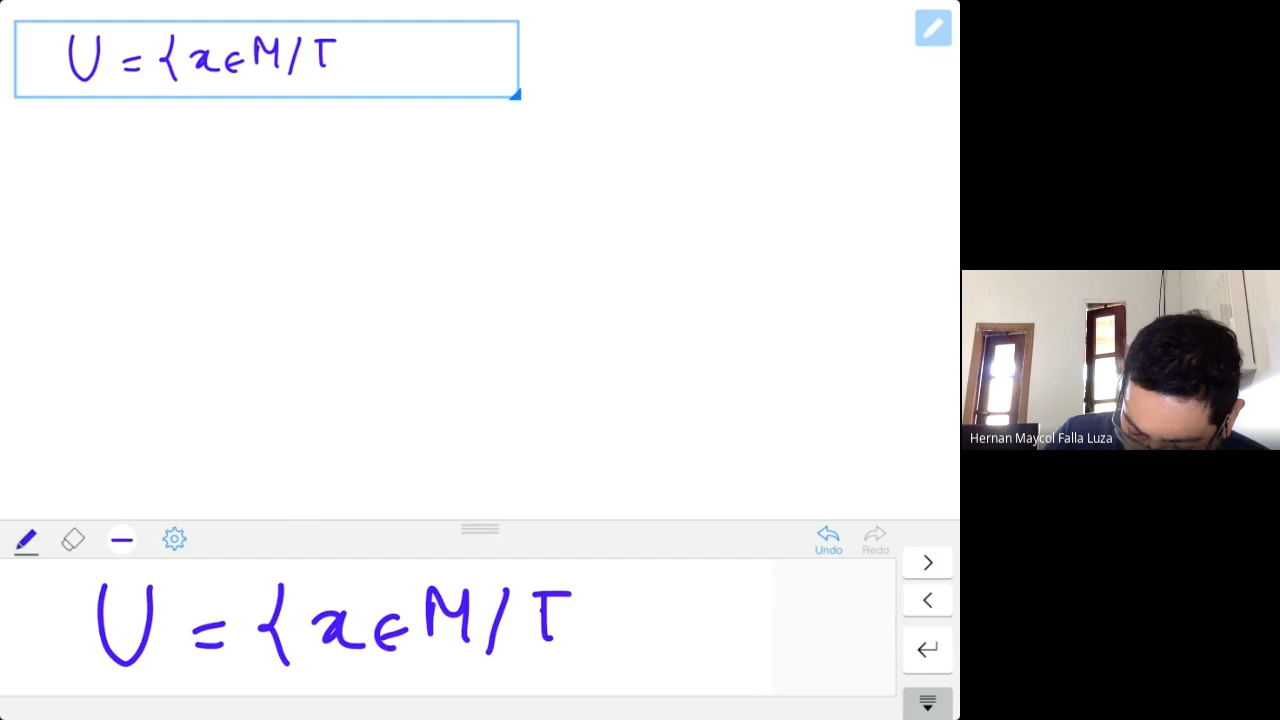 U = { x ∈ M / T
Hernan Maycol Falla Luza
Undo
Redo
U = { x ∈ M / T